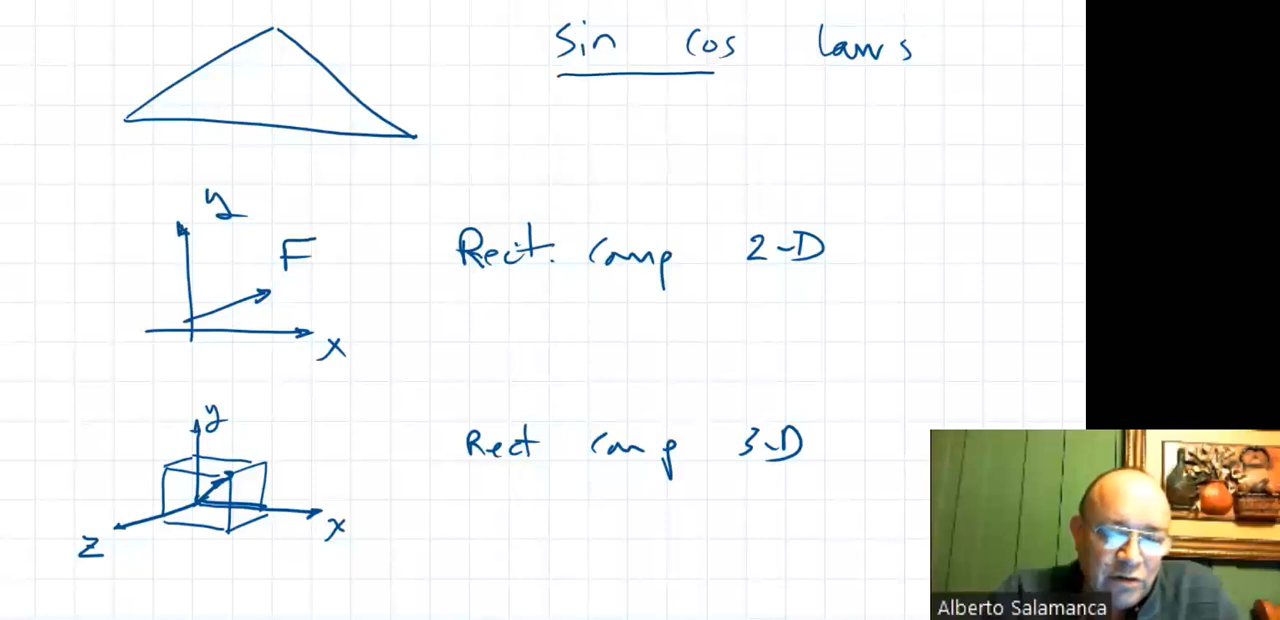 Sin cos laws
y
F
Rect. comp 2-D
x
y
Rect comp 3-D
x
z
Alberto Salamanca